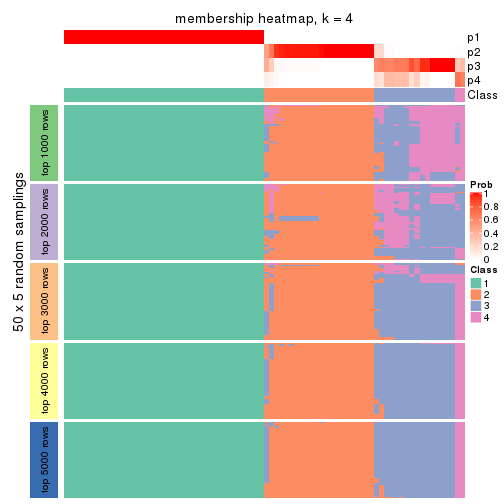 membership heatmap, k = 4
p1
p2
p3
p4
Class
50 x 5 random samplings
top 1000 rows
top 2000 rows
top 3000 rows
top 4000 rows
top 5000 rows
Prob
1
0.8
0.6
0.4
0.2
0
Class
1
2
3
4